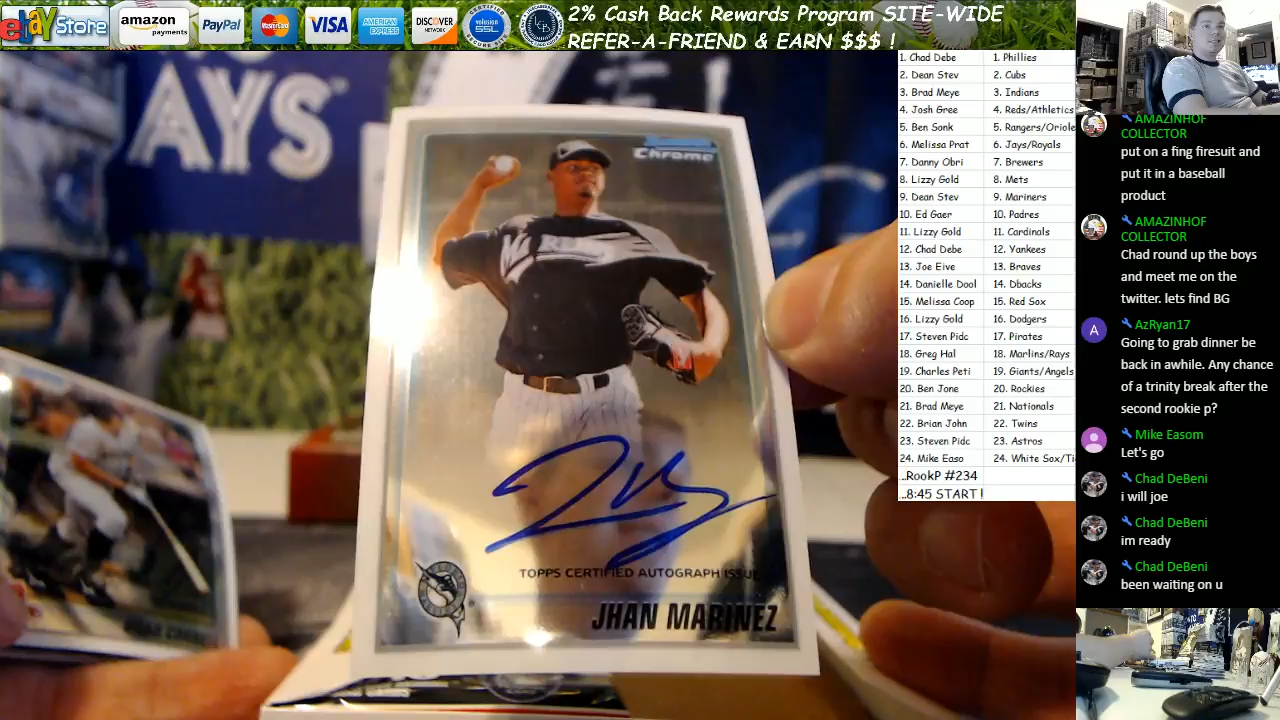 ebay Store
amazon payments
PayPal
MasterCard
VISA
AMERICAN EXPRESS
DISCOVER NETWORK
volusion SSL
2% Cash Back Rewards Program SITE-WIDE
REFER-A-FRIEND & EARN $$$ !
AYS
Chrome
TOPPS CERTIFIED AUTOGRAPH ISSUE
JHAN MARINEZ
1. Chad Debe 1. Phillies
2. Dean Stev 2. Cubs
3. Brad Meye 3. Indians
4. Josh Gree 4. Reds/Athletics
5. Ben Sonk 5. Rangers/Oriole
6. Melissa Prat 6. Jays/Royals
7. Danny Obri 7. Brewers
8. Lizzy Gold 8. Mets
9. Dean Stev 9. Mariners
10. Ed Gaer 10. Padres
11. Lizzy Gold 11. Cardinals
12. Chad Debe 12. Yankees
13. Joe Eive 13. Braves
14. Danielle Dool 14. Dbacks
15. Melissa Coop 15. Red Sox
16. Lizzy Gold 16. Dodgers
17. Steven Pidc 17. Pirates
18. Greg Hal 18. Marlins/Rays
19. Charles Peti 19. Giants/Angels
20. Ben Jone 20. Rockies
21. Brad Meye 21. Nationals
22. Brian John 22. Twins
23. Steven Pidc 23. Astros
24. Mike Easo 24. White Sox/Ti
..RookP #234
..8:45 START!
AMAZINHOF
COLLECTOR
put on a fing firesuit and
put it in a baseball
product
AMAZINHOF
COLLECTOR
Chad round up the boys
and meet me on the
twitter. lets find BG
A
AzRyan17
Going to grab dinner be
back in awhile. Any chance
of a trinity break after the
second rookie p?
Mike Easom
Let's go
Chad DeBeni
i will joe
Chad DeBeni
im ready
Chad DeBeni
been waiting on u